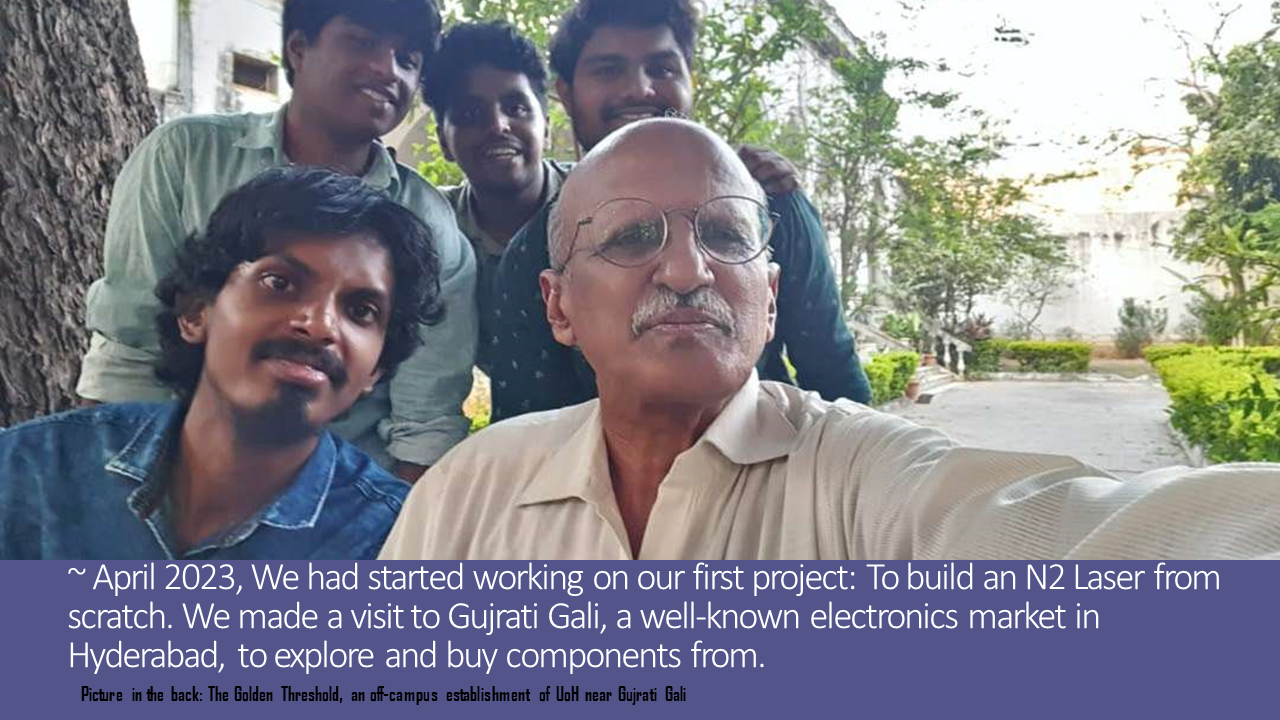 ~ April 2023, We had started working on our first project: To build an N2 Laser from
scratch. We made a visit to Gujrati Gali, a well-known electronics market in
Hyderabad, to explore and buy components from.
Picture in the back: The Golden Threshold, an off-campus establishment of UoH near Gujrati Gali